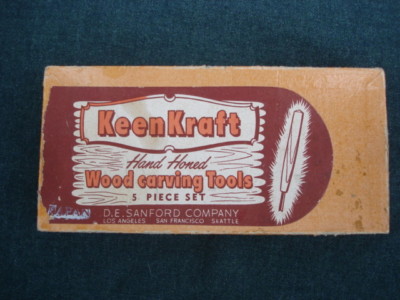 KeenKraft
Hand Honed
Wood carving Tools
5 PIECE SET
D.E. SANFORD COMPANY
LOS ANGELES SAN FRANCISCO SEATTLE